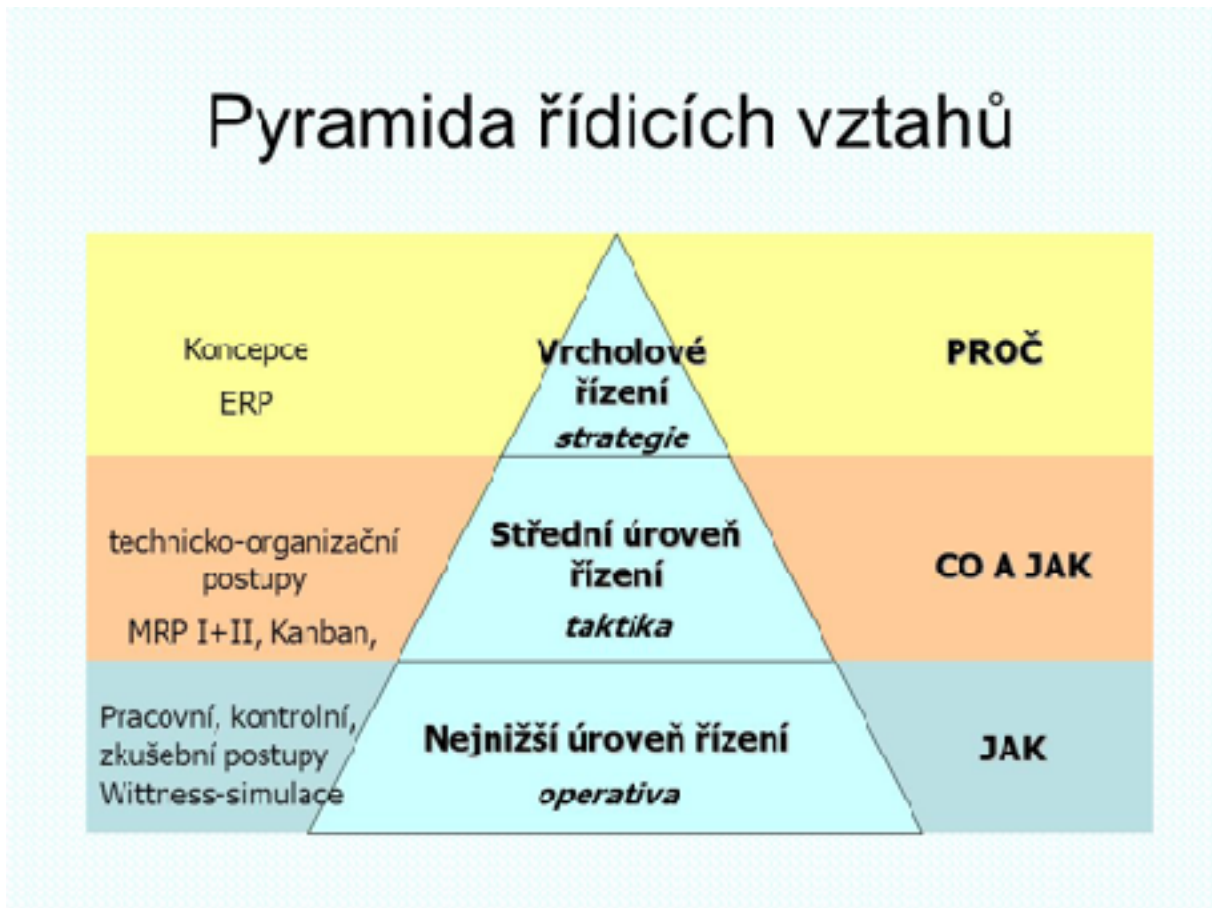 Pyramida řídicích vztahů
Koncepce
ERP
Vrcholové
řízení
strategie
PROČ
technicko-organizační
postupy
MRP I+II, Kanban,
Střední úroveň
řízení
taktika
CO A JAK
Pracovní, kontrolní,
zkušební postupy
Wittness-simulace
Nejnižší úroveň řízení
operativa
JAK